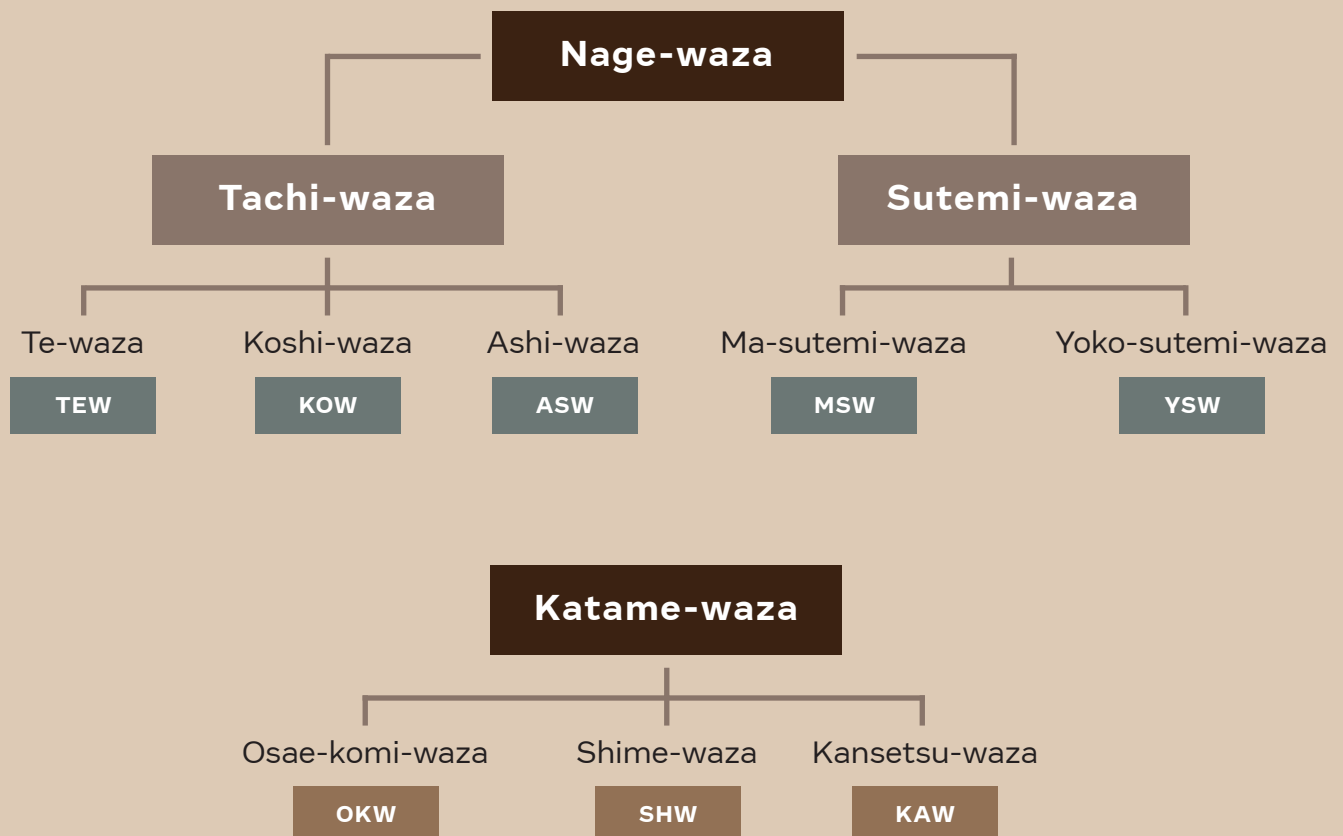 Nage-waza
Tachi-waza Sutemi-waza
Te-waza Koshi-waza Ashi-waza Ma-sutemi-waza Yoko-sutemi-waza
TEW KOW ASW MSW YSW
Katame-waza
Osae-komi-waza Shime-waza Kansetsu-waza
OKW SHW KAW